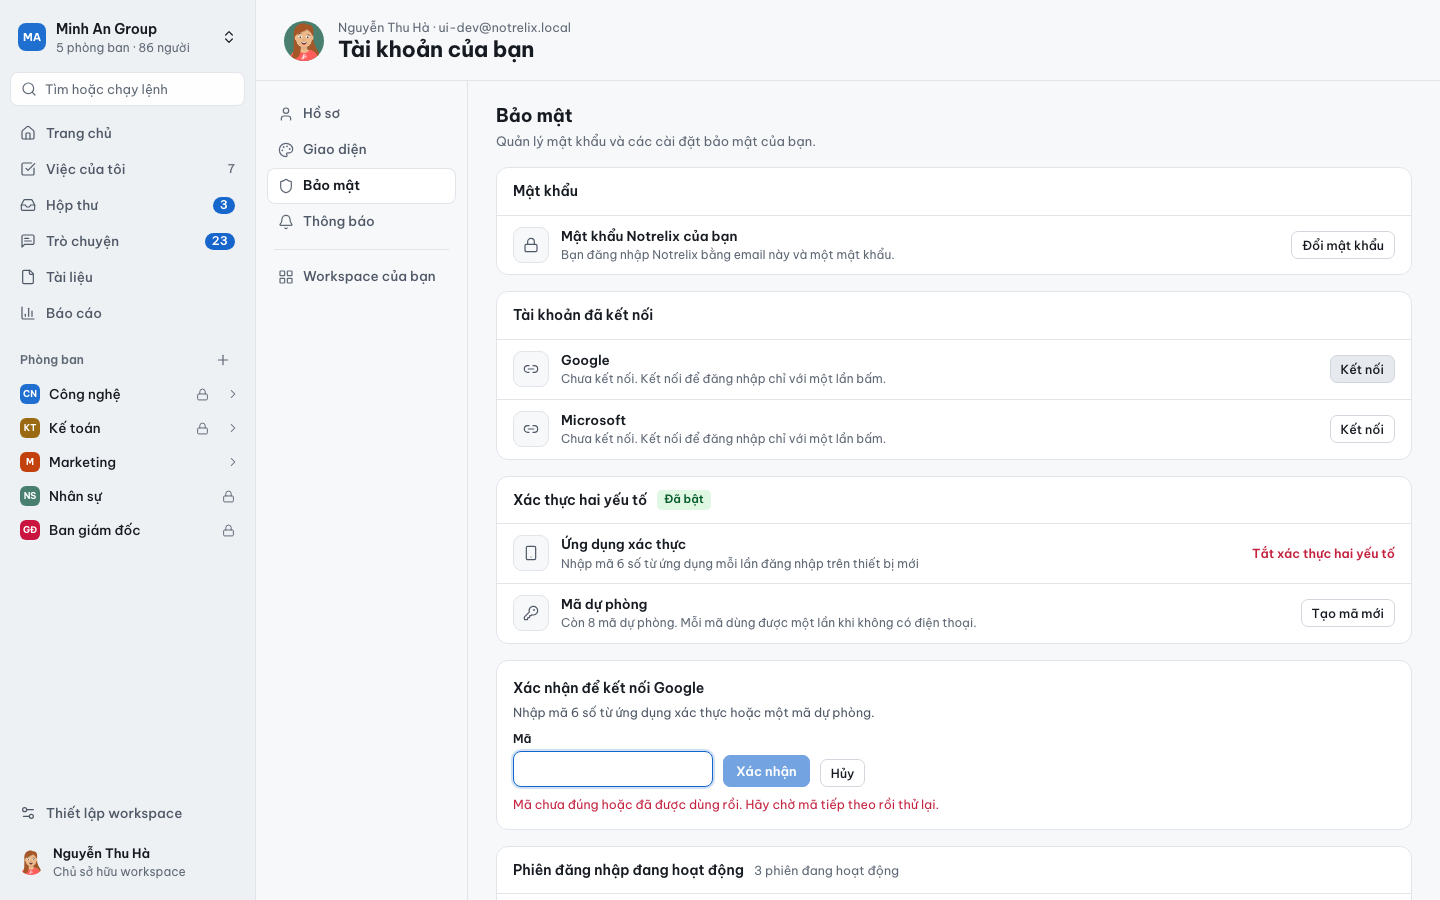 MA
Minh An Group
5 phòng ban · 86 người
Tìm hoặc chạy lệnh
Trang chủ
Việc của tôi 7
Hộp thư 3
Trò chuyện 23
Tài liệu
Báo cáo
Phòng ban
CN Công nghệ
KT Kế toán
M Marketing
NS Nhân sự
GĐ Ban giám đốc
Thiết lập workspace
Nguyễn Thu Hà
Chủ sở hữu workspace
Nguyễn Thu Hà · ui-dev@notrelix.local
Tài khoản của bạn
Hồ sơ
Giao diện
Bảo mật
Thông báo
Workspace của bạn
Bảo mật
Quản lý mật khẩu và các cài đặt bảo mật của bạn.
Mật khẩu
Mật khẩu Notrelix của bạn
Bạn đăng nhập Notrelix bằng email này và một mật khẩu.
Đổi mật khẩu
Tài khoản đã kết nối
Google
Chưa kết nối. Kết nối để đăng nhập chỉ với một lần bấm.
Kết nối
Microsoft
Chưa kết nối. Kết nối để đăng nhập chỉ với một lần bấm.
Kết nối
Xác thực hai yếu tố Đã bật
Ứng dụng xác thực
Nhập mã 6 số từ ứng dụng mỗi lần đăng nhập trên thiết bị mới
Tắt xác thực hai yếu tố
Mã dự phòng
Còn 8 mã dự phòng. Mỗi mã dùng được một lần khi không có điện thoại.
Tạo mã mới
Xác nhận để kết nối Google
Nhập mã 6 số từ ứng dụng xác thực hoặc một mã dự phòng.
Mã
Xác nhận
Hủy
Mã chưa đúng hoặc đã được dùng rồi. Hãy chờ mã tiếp theo rồi thử lại.
Phiên đăng nhập đang hoạt động 3 phiên đang hoạt động